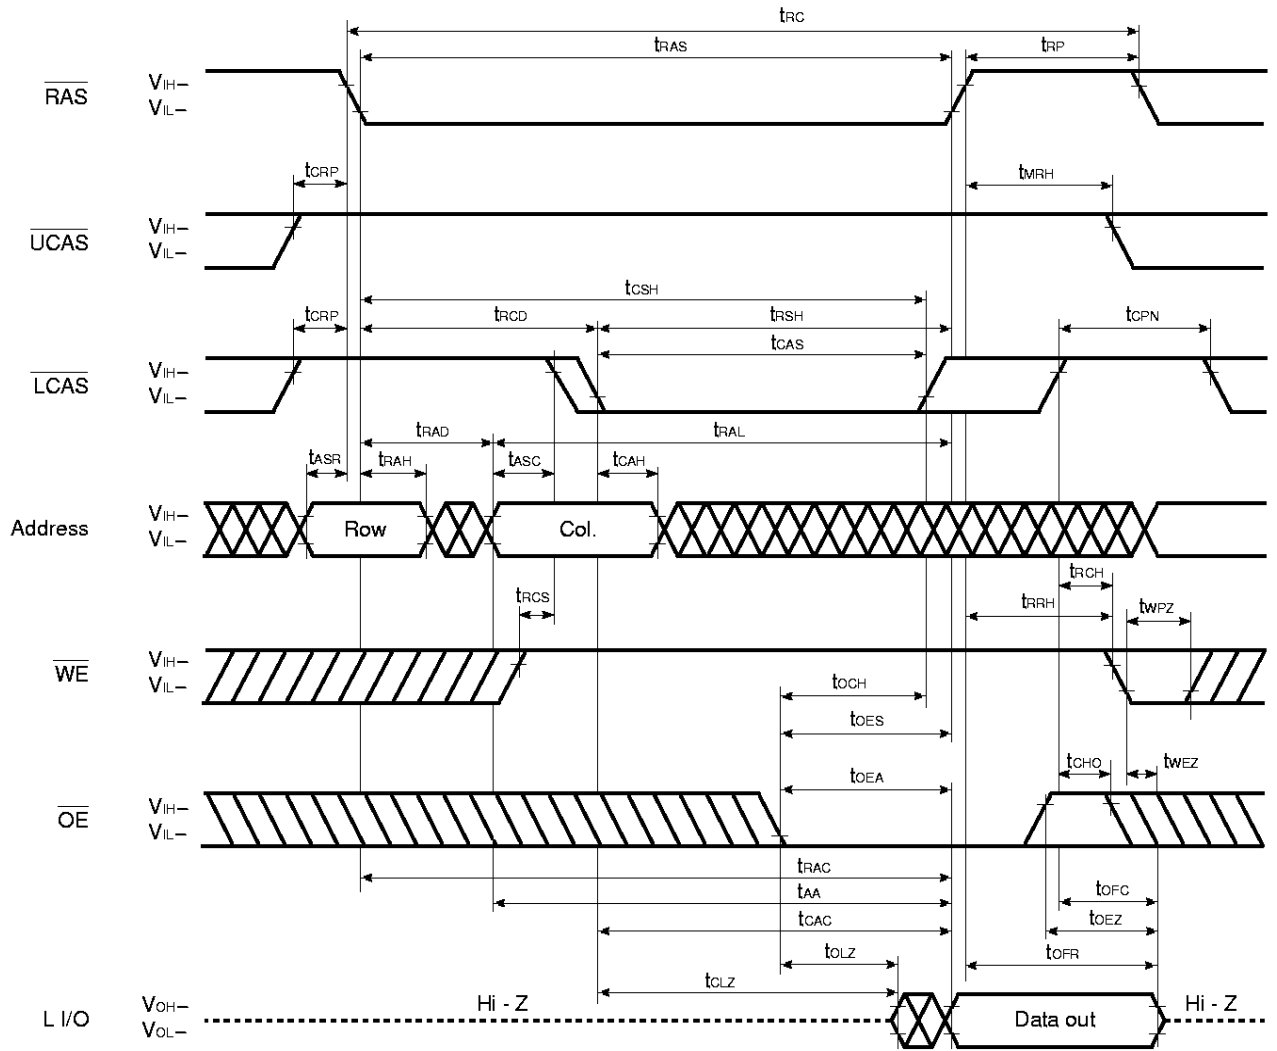 tRC
tRAS
tRP
RAS
VIH–
VIL–
tCRP
tMRH
UCAS
VIH–
VIL–
tCSH
tCRP
tRCD
tRSH
tCPN
tCAS
LCAS
VIH–
VIL–
tRAD
tRAL
tASR
tRAH
tASC
tCAH
Address
VIH–
VIL–
Row
Col.
tRCH
tRCS
tRRH
tWPZ
WE
VIH–
VIL–
tOCH
tOES
tCHO
tWEZ
tOEA
OE
VIH–
VIL–
tRAC
tAA
tOFC
tCAC
tOEZ
tOLZ
tOFR
tCLZ
L I/O
VOH–
VOL–
Hi - Z
Data out
Hi - Z